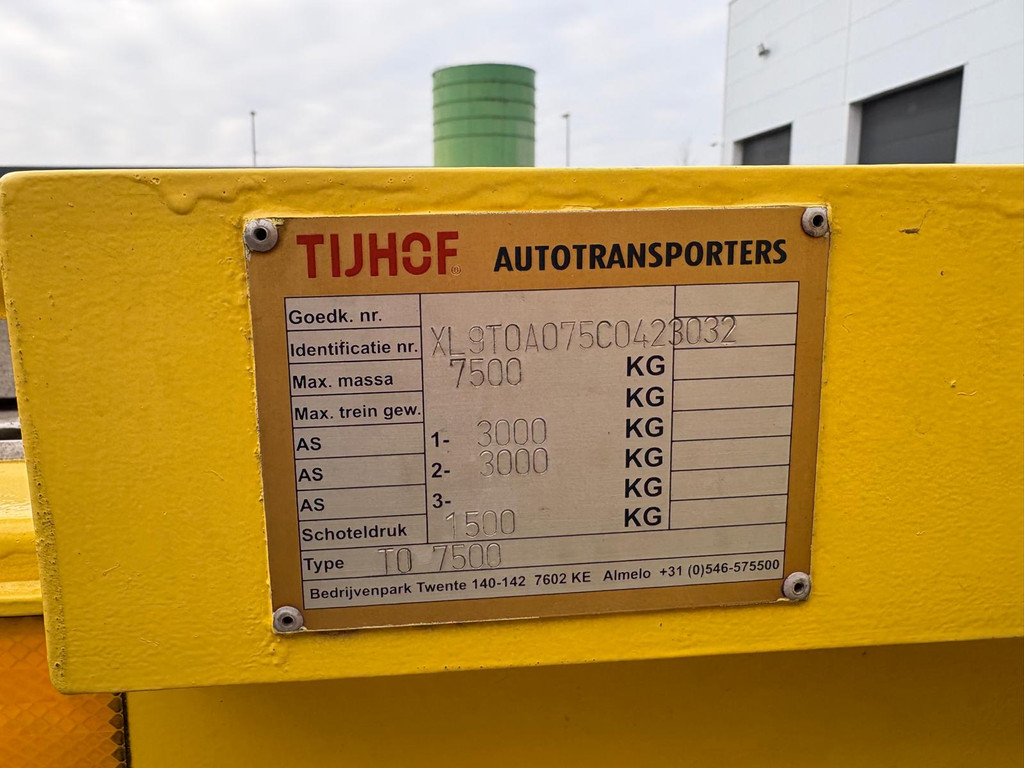 TIJHOF® AUTOTRANSPORTERS
Goedk. nr.
Identificatie nr. XL9T0A075C0423032
Max. massa 7500 KG
Max. trein gew. KG
AS 1- 3000 KG
AS 2- 3000 KG
AS 3- KG
Schoteldruk 1500 KG
Type TO 7500
Bedrijvenpark Twente 140-142 7602 KE Almelo +31 (0)546-575500